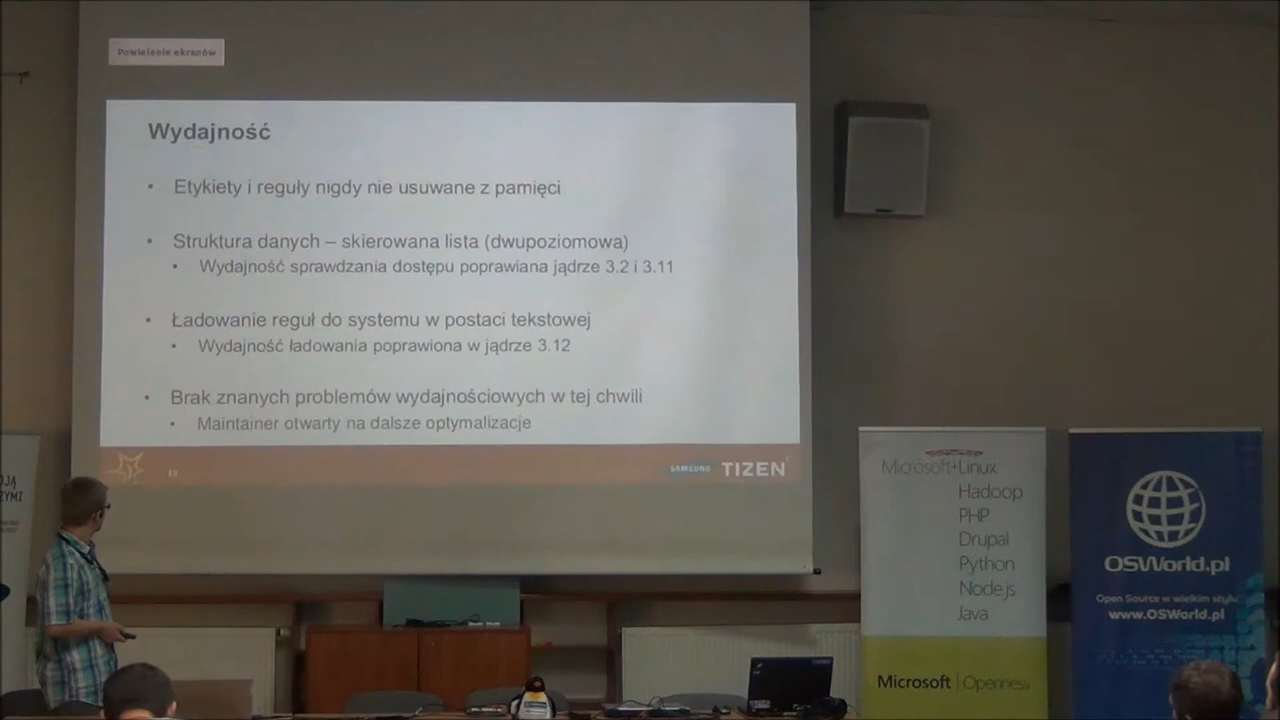 Powielanie ekranów
Wydajność
• Etykiety i reguły nigdy nie usuwane z pamięci
• Struktura danych – skierowana lista (dwupoziomowa)
• Wydajność sprawdzania dostępu poprawiana jądrze 3.2 i 3.11
• Ładowanie reguł do systemu w postaci tekstowej
• Wydajność ładowania poprawiona w jądrze 3.12
• Brak znanych problemów wydajnościowych w tej chwili
• Maintainer otwarty na dalsze optymalizacje
SAMSUNG TIZEN
Microsoft+Linux
Hadoop
PHP
Drupal
Python
Node.js
Java
Microsoft | Openness
OSWorld.pl
Open Source w wielkim stylu
www.OSWorld.pl